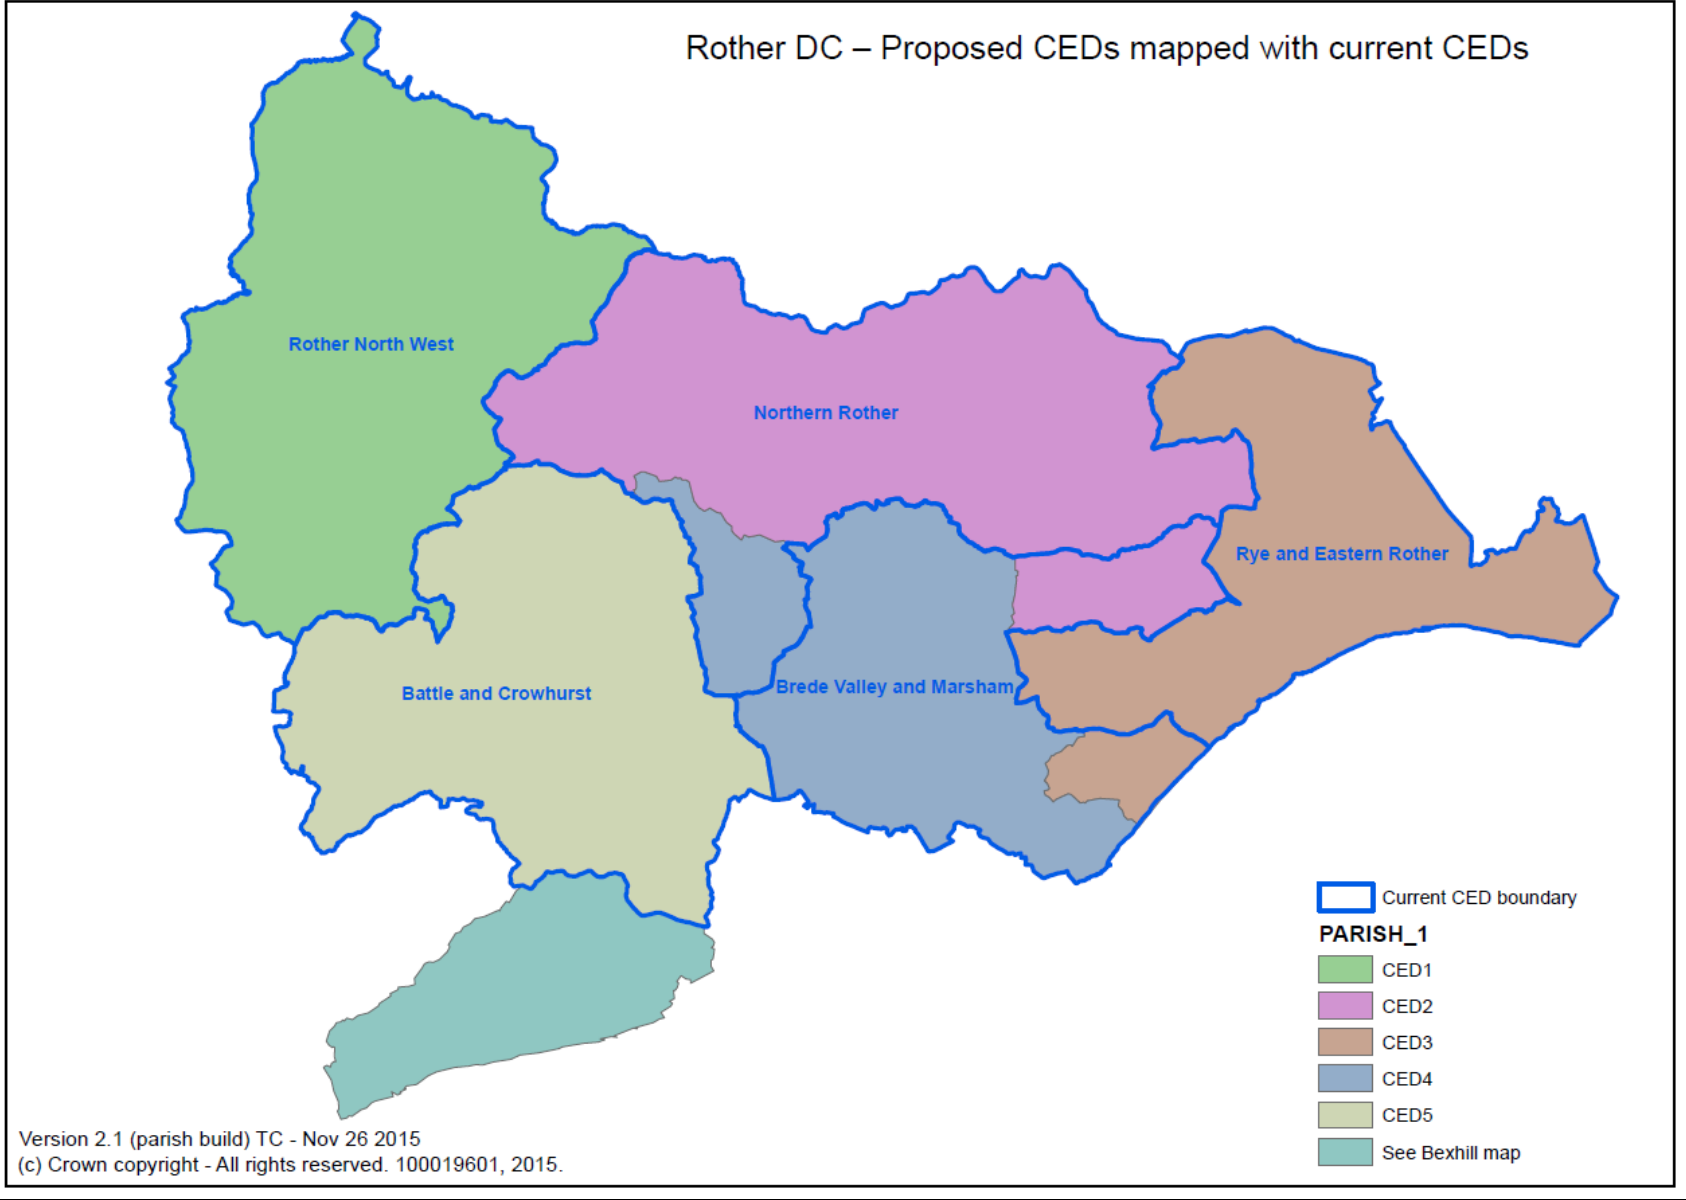 Rother DC – Proposed CEDs mapped with current CEDs
Rother North West
Northern Rother
Rye and Eastern Rother
Battle and Crowhurst
Brede Valley and Marsham
Current CED boundary
PARISH_1
CED1
CED2
CED3
CED4
CED5
See Bexhill map
Version 2.1 (parish build) TC - Nov 26 2015
(c) Crown copyright - All rights reserved. 100019601, 2015.